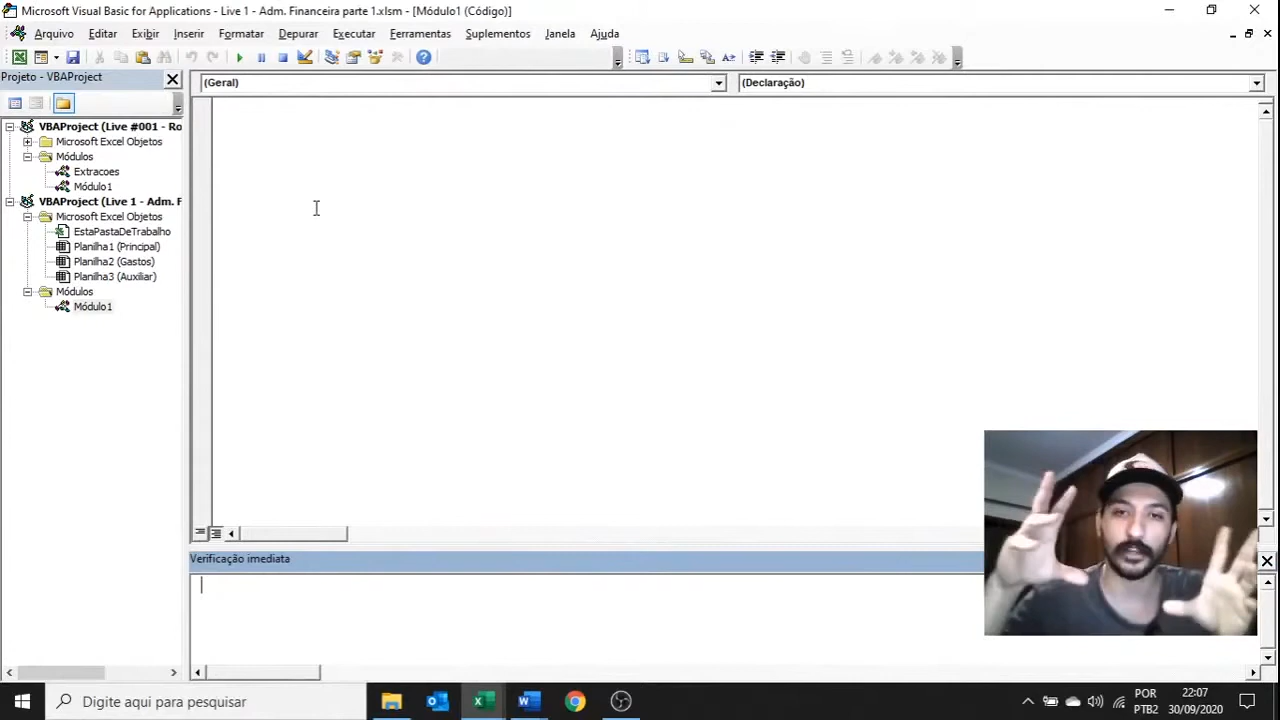 Microsoft Visual Basic for Applications - Live 1 - Adm. Financeira parte 1.xlsm - [Módulo1 (Código)]
Arquivo Editar Exibir Inserir Formatar Depurar Executar Ferramentas Suplementos Janela Ajuda
Projeto - VBAProject
(Geral) (Declaração)
VBAProject (Live #001 - Ro
Microsoft Excel Objetos
Módulos
Extracoes
Módulo1
VBAProject (Live 1 - Adm. F
Microsoft Excel Objetos
EstaPastaDeTrabalho
Planilha1 (Principal)
Planilha2 (Gastos)
Planilha3 (Auxiliar)
Módulos
Módulo1
Verificação imediata
Digite aqui para pesquisar
POR
PTB2
22:07
30/09/2020